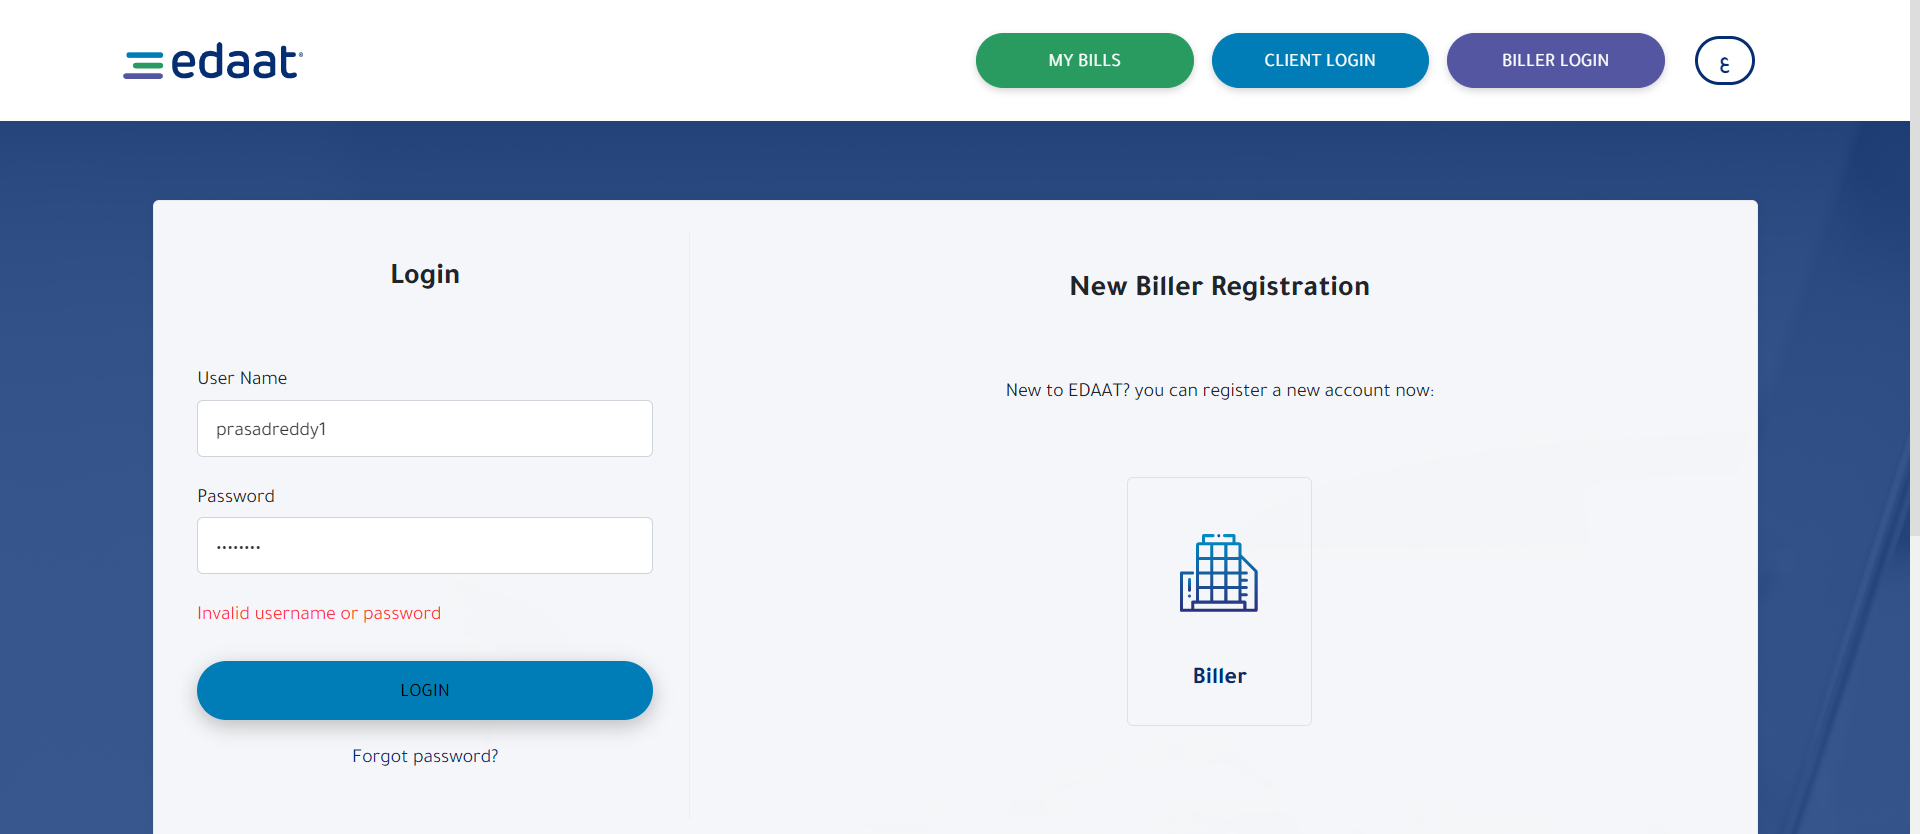 edaat
MY BILLS
CLIENT LOGIN
BILLER LOGIN
ع
Login
User Name
prasadreddy1
Password
••••••••
Invalid username or password
LOGIN
Forgot password?
New Biller Registration
New to EDAAT? you can register a new account now:
Biller